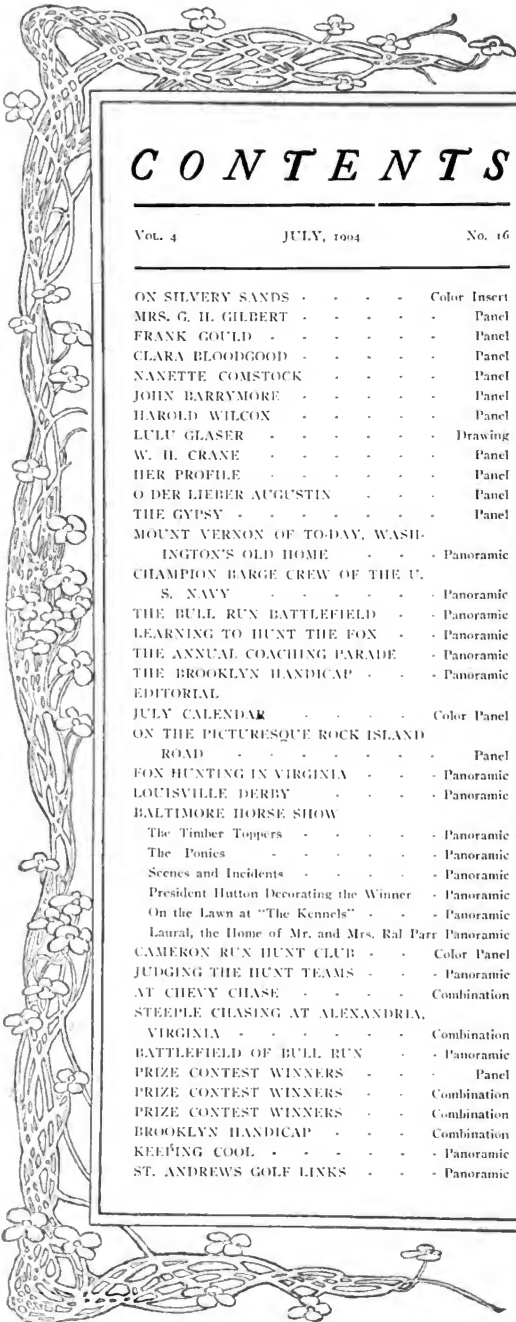 CONTENTS
VOL. 4 JULY, 1904 No. 16
ON SILVERY SANDS - - - - Color Insert
MRS. G. H. GILBERT - - - - - Panel
FRANK GOULD - - - - - - Panel
CLARA BLOODGOOD - - - - - Panel
NANETTE COMSTOCK - - - - - Panel
JOHN BARRYMORE - - - - - Panel
HAROLD WILCOX - - - - - Panel
LULU GLASER - - - - - Drawing
W. H. CRANE - - - - - - Panel
HER PROFILE - - - - - - Panel
O DER LIEBER AUGUSTIN - - - Panel
THE GYPSY - - - - - - - Panel
MOUNT VERNON OF TO-DAY, WASH-
INGTON'S OLD HOME - - - Panoramic
CHAMPION BARGE CREW OF THE U.
S. NAVY - - - - - - Panoramic
THE BULL RUN BATTLEFIELD - - Panoramic
LEARNING TO HUNT THE FOX - - Panoramic
THE ANNUAL COACHING PARADE - Panoramic
THE BROOKLYN HANDICAP - - - Panoramic
EDITORIAL
JULY CALENDAR - - - - Color Panel
ON THE PICTURESQUE ROCK ISLAND
ROAD - - - - - - - Panel
FOX HUNTING IN VIRGINIA - - - Panoramic
LOUISVILLE DERBY - - - - Panoramic
BALTIMORE HORSE SHOW
The Timber Toppers - - - - - Panoramic
The Ponies - - - - - Panoramic
Scenes and Incidents - - - - - Panoramic
President Hutton Decorating the Winner - Panoramic
On the Lawn at "The Kennels" - - - Panoramic
Laural, the Home of Mr. and Mrs. Ral Parr Panoramic
CAMERON RUN HUNT CLUB - - Color Panel
JUDGING THE HUNT TEAMS - - - Panoramic
AT CHEVY CHASE - - - - Combination
STEEPLE CHASING AT ALEXANDRIA,
VIRGINIA - - - - - - Combination
BATTLEFIELD OF BULL RUN - - Panoramic
PRIZE CONTEST WINNERS - - - Panel
PRIZE CONTEST WINNERS - - Combination
PRIZE CONTEST WINNERS - - Combination
BROOKLYN HANDICAP - - - Combination
KEEPING COOL - - - - - - Panoramic
ST. ANDREWS GOLF LINKS - - - Panoramic